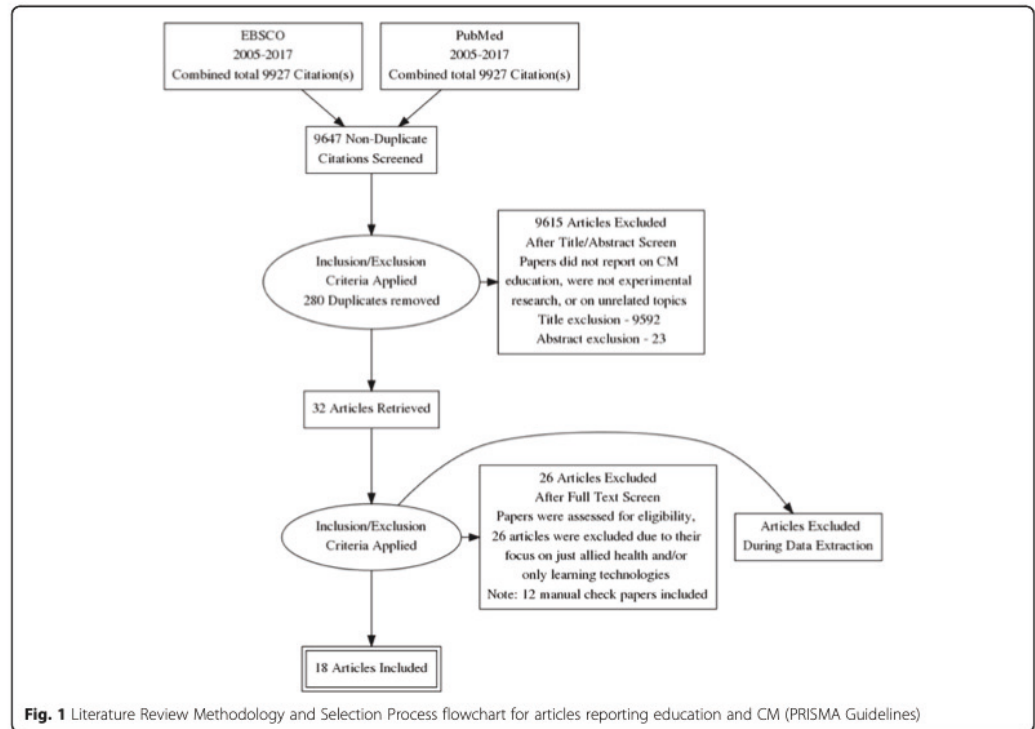 EBSCO
2005-2017
Combined total 9927 Citation(s)
PubMed
2005-2017
Combined total 9927 Citation(s)
9647 Non-Duplicate
Citations Screened
Inclusion/Exclusion
Criteria Applied
280 Duplicates removed
9615 Articles Excluded
After Title/Abstract Screen
Papers did not report on CM
education, were not experimental
research, or on unrelated topics
Title exclusion - 9592
Abstract exclusion - 23
32 Articles Retrieved
Inclusion/Exclusion
Criteria Applied
26 Articles Excluded
After Full Text Screen
Papers were assessed for eligibility,
26 articles were excluded due to their
focus on just allied health and/or
only learning technologies
Note: 12 manual check papers included
Articles Excluded
During Data Extraction
18 Articles Included
Fig. 1 Literature Review Methodology and Selection Process flowchart for articles reporting education and CM (PRISMA Guidelines)